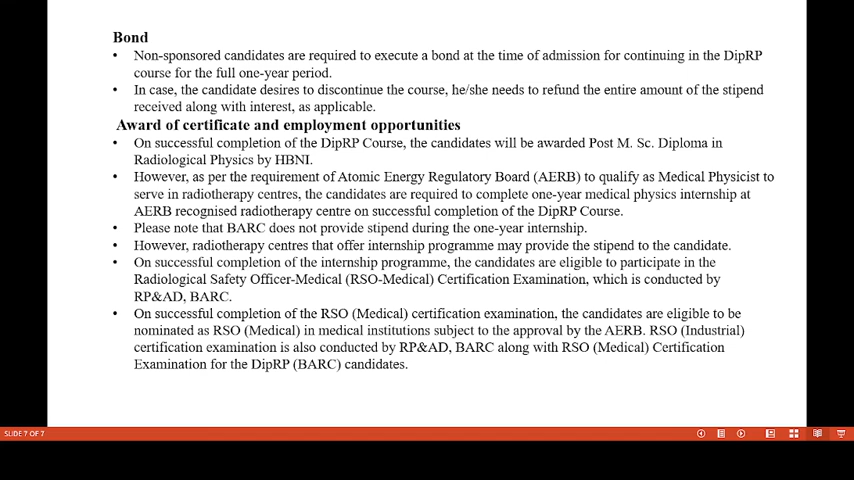 Bond
• Non-sponsored candidates are required to execute a bond at the time of admission for continuing in the DipRP
course for the full one-year period.
• In case, the candidate desires to discontinue the course, he/she needs to refund the entire amount of the stipend
received along with interest, as applicable.
Award of certificate and employment opportunities
• On successful completion of the DipRP Course, the candidates will be awarded Post M. Sc. Diploma in
Radiological Physics by HBNI.
• However, as per the requirement of Atomic Energy Regulatory Board (AERB) to qualify as Medical Physicist to
serve in radiotherapy centres, the candidates are required to complete one-year medical physics internship at
AERB recognised radiotherapy centre on successful completion of the DipRP Course.
• Please note that BARC does not provide stipend during the one-year internship.
• However, radiotherapy centres that offer internship programme may provide the stipend to the candidate.
• On successful completion of the internship programme, the candidates are eligible to participate in the
Radiological Safety Officer-Medical (RSO-Medical) Certification Examination, which is conducted by
RP&AD, BARC.
• On successful completion of the RSO (Medical) certification examination, the candidates are eligible to be
nominated as RSO (Medical) in medical institutions subject to the approval by the AERB. RSO (Industrial)
certification examination is also conducted by RP&AD, BARC along with RSO (Medical) Certification
Examination for the DipRP (BARC) candidates.
SLIDE 7 OF 7